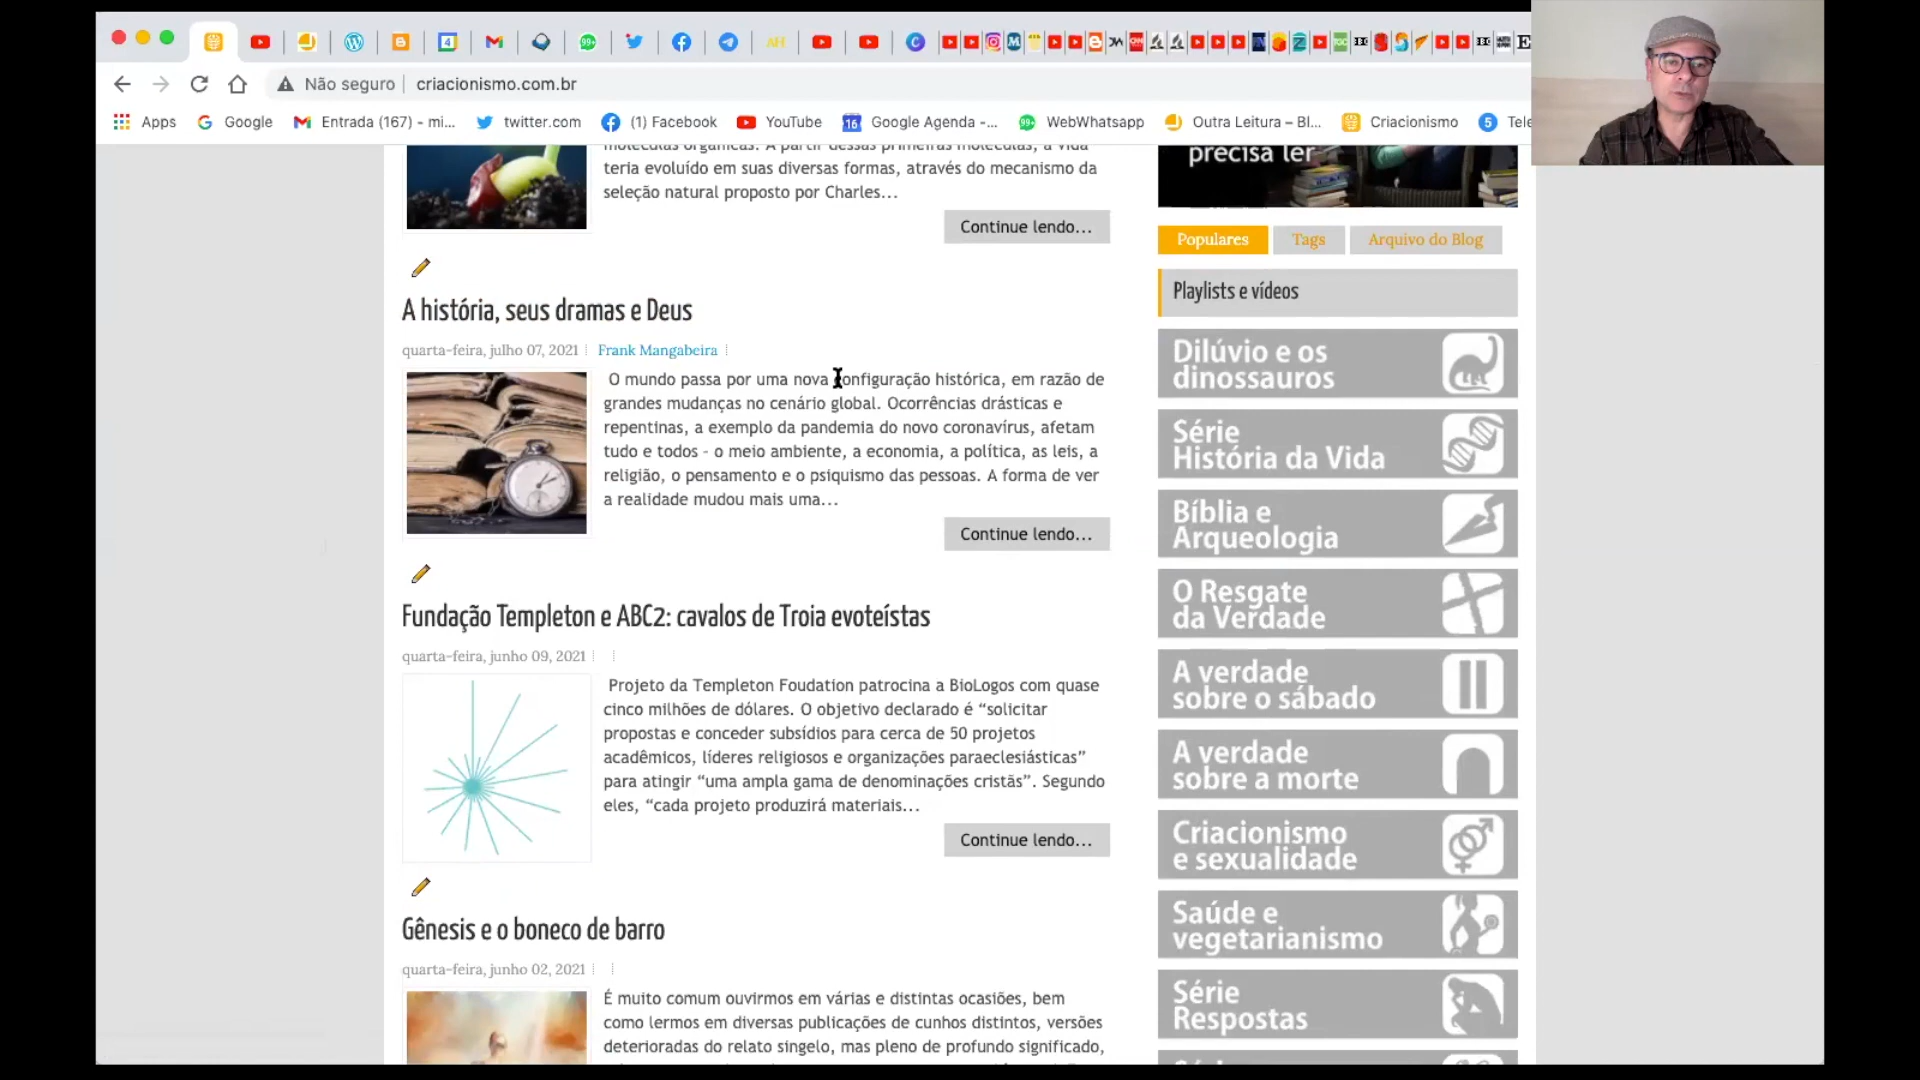 Não seguro
criacionismo.com.br
Apps
Google
Entrada (167) - mi...
twitter.com
(1) Facebook
YouTube
Google Agenda -...
WebWhatsapp
Outra Leitura – Bl...
Criacionismo
moléculas orgânicas. A partir dessas primeiras moléculas, a vida
teria evoluído em suas diversas formas, através do mecanismo da
seleção natural proposto por Charles...
Continue lendo...
A história, seus dramas e Deus
quarta-feira, julho 07, 2021
Frank Mangabeira
O mundo passa por uma nova configuração histórica, em razão de
grandes mudanças no cenário global. Ocorrências drásticas e
repentinas, a exemplo da pandemia do novo coronavírus, afetam
tudo e todos - o meio ambiente, a economia, a política, as leis, a
religião, o pensamento e o psiquismo das pessoas. A forma de ver
a realidade mudou mais uma...
Continue lendo...
Fundação Templeton e ABC2: cavalos de Troia evoteístas
quarta-feira, junho 09, 2021
Projeto da Templeton Foudation patrocina a BioLogos com quase
cinco milhões de dólares. O objetivo declarado é “solicitar
propostas e conceder subsídios para cerca de 50 projetos
acadêmicos, líderes religiosos e organizações paraeclesiásticas”
para atingir “uma ampla gama de denominações cristãs”. Segundo
eles, “cada projeto produzirá materiais...
Continue lendo...
Gênesis e o boneco de barro
quarta-feira, junho 02, 2021
É muito comum ouvirmos em várias e distintas ocasiões, bem
como lermos em diversas publicações de cunhos distintos, versões
deterioradas do relato singelo, mas pleno de profundo significado,
precisa ler
Populares
Tags
Arquivo do Blog
Playlists e vídeos
Dilúvio e os
dinossauros
Série
História da Vida
Bíblia e
Arqueologia
O Resgate
da Verdade
A verdade
sobre o sábado
A verdade
sobre a morte
Criacionismo
e sexualidade
Saúde e
vegetarianismo
Série
Respostas